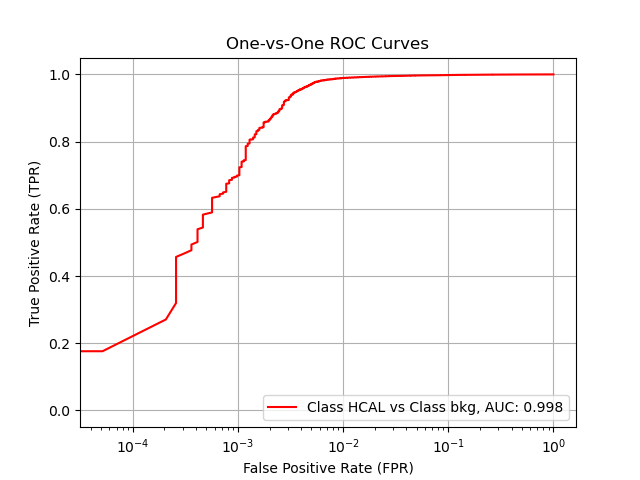 One-vs-One ROC Curves
True Positive Rate (TPR)
1.0
0.8
0.6
0.4
0.2
0.0
Class HCAL vs Class bkg, AUC: 0.998
10⁻⁴ 10⁻³ 10⁻² 10⁻¹ 10⁰
False Positive Rate (FPR)